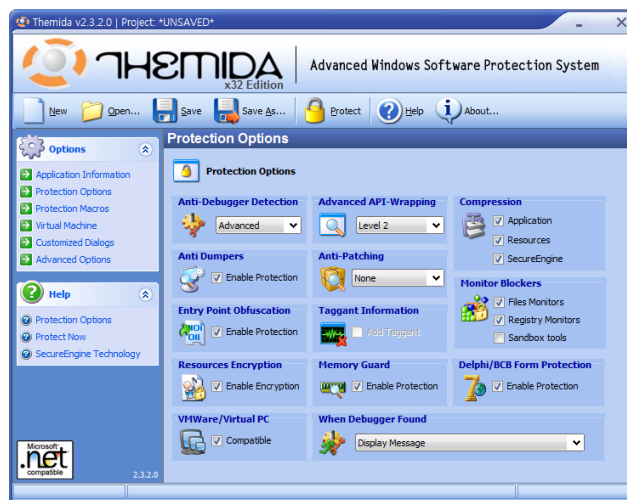 Themida v2.3.2.0 | Project: *UNSAVED*
THEMIDA
x32 Edition
Advanced Windows Software Protection System
New Open... Save Save As... Protect Help About...
Options
Application Information
Protection Options
Protection Macros
Virtual Machine
Customized Dialogs
Advanced Options
Help
Protection Options
Protect Now
SecureEngine Technology
Microsoft
.net
compatible
2.3.2.0
Protection Options
Protection Options
Anti-Debugger Detection
Advanced
Advanced API-Wrapping
Level 2
Compression
Application
Resources
SecureEngine
Anti Dumpers
Enable Protection
Anti-Patching
None
Monitor Blockers
Files Monitors
Registry Monitors
Sandbox tools
Entry Point Obfuscation
Enable Protection
Taggant Information
Add Taggant
Resources Encryption
Enable Encryption
Memory Guard
Enable Protection
Delphi/BCB Form Protection
Enable Protection
VMWare/Virtual PC
Compatible
When Debugger Found
Display Message